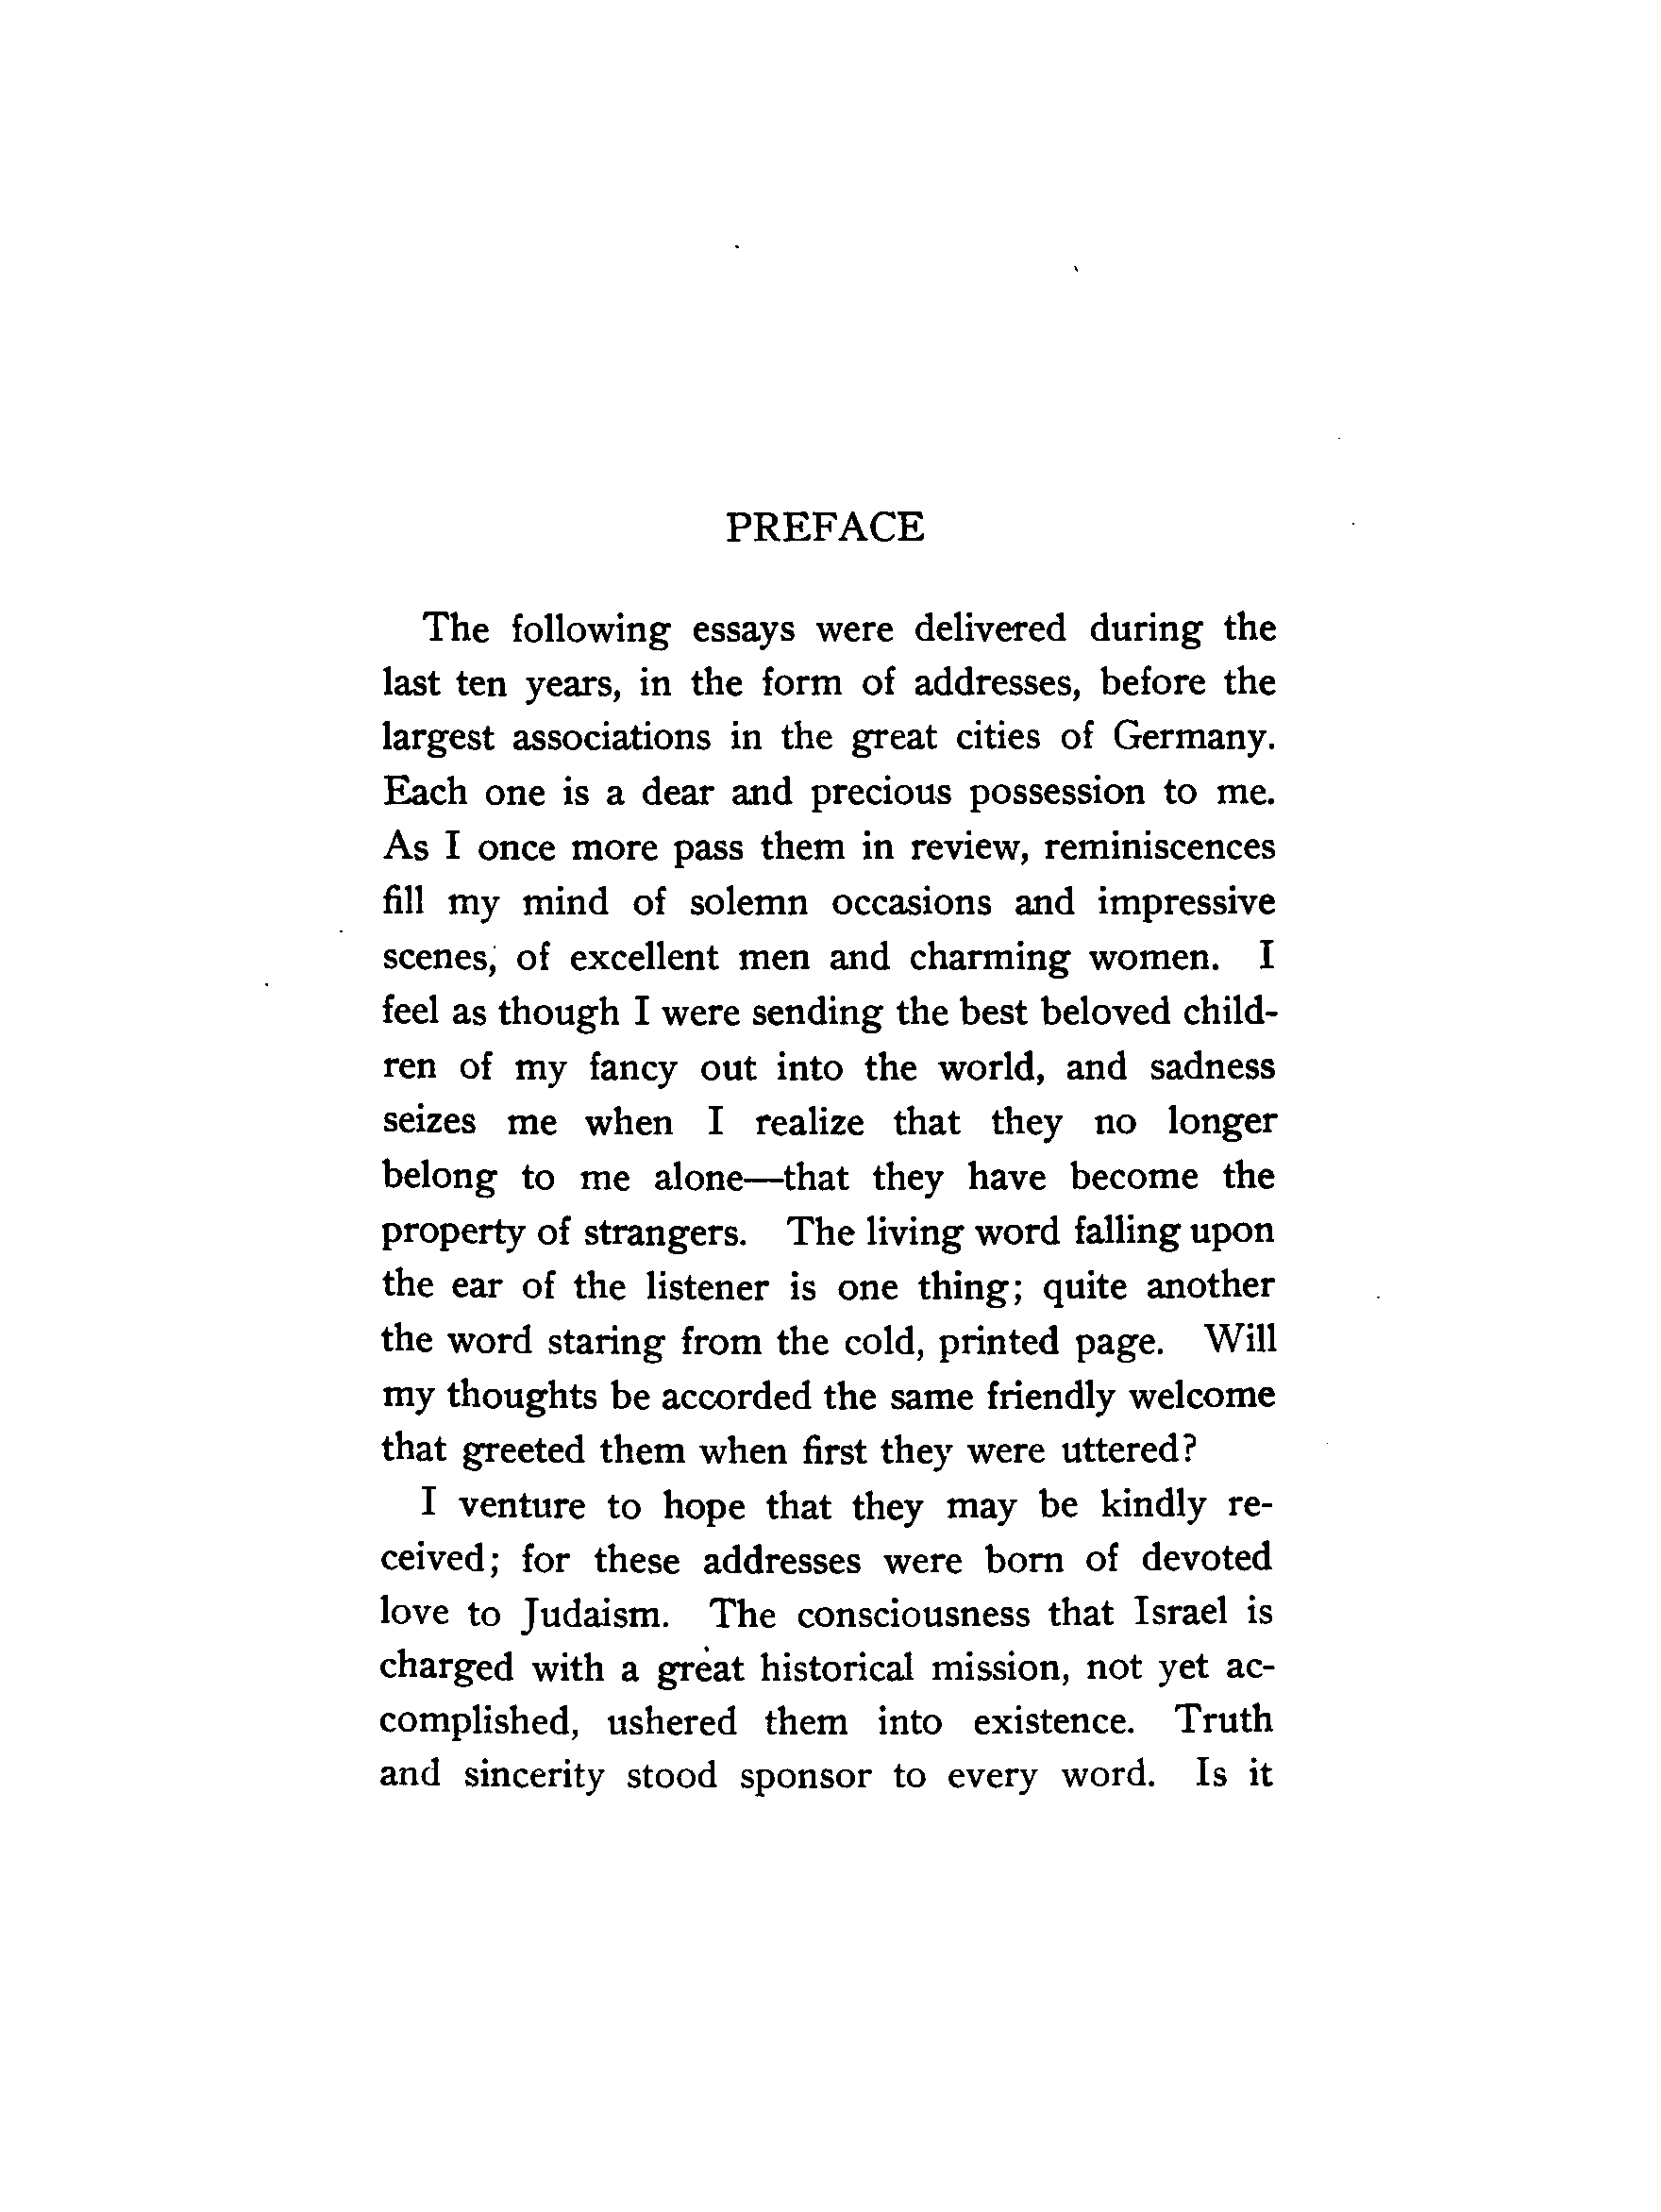 PREFACE
The following essays were delivered during the
last ten years, in the form of addresses, before the
largest associations in the great cities of Germany.
Each one is a dear and precious possession to me.
As I once more pass them in review, reminiscences
fill my mind of solemn occasions and impressive
scenes, of excellent men and charming women. I
feel as though I were sending the best beloved child-
ren of my fancy out into the world, and sadness
seizes me when I realize that they no longer
belong to me alone—that they have become the
property of strangers. The living word falling upon
the ear of the listener is one thing; quite another
the word staring from the cold, printed page. Will
my thoughts be accorded the same friendly welcome
that greeted them when first they were uttered?
I venture to hope that they may be kindly re-
ceived; for these addresses were born of devoted
love to Judaism. The consciousness that Israel is
charged with a great historical mission, not yet ac-
complished, ushered them into existence. Truth
and sincerity stood sponsor to every word. Is it